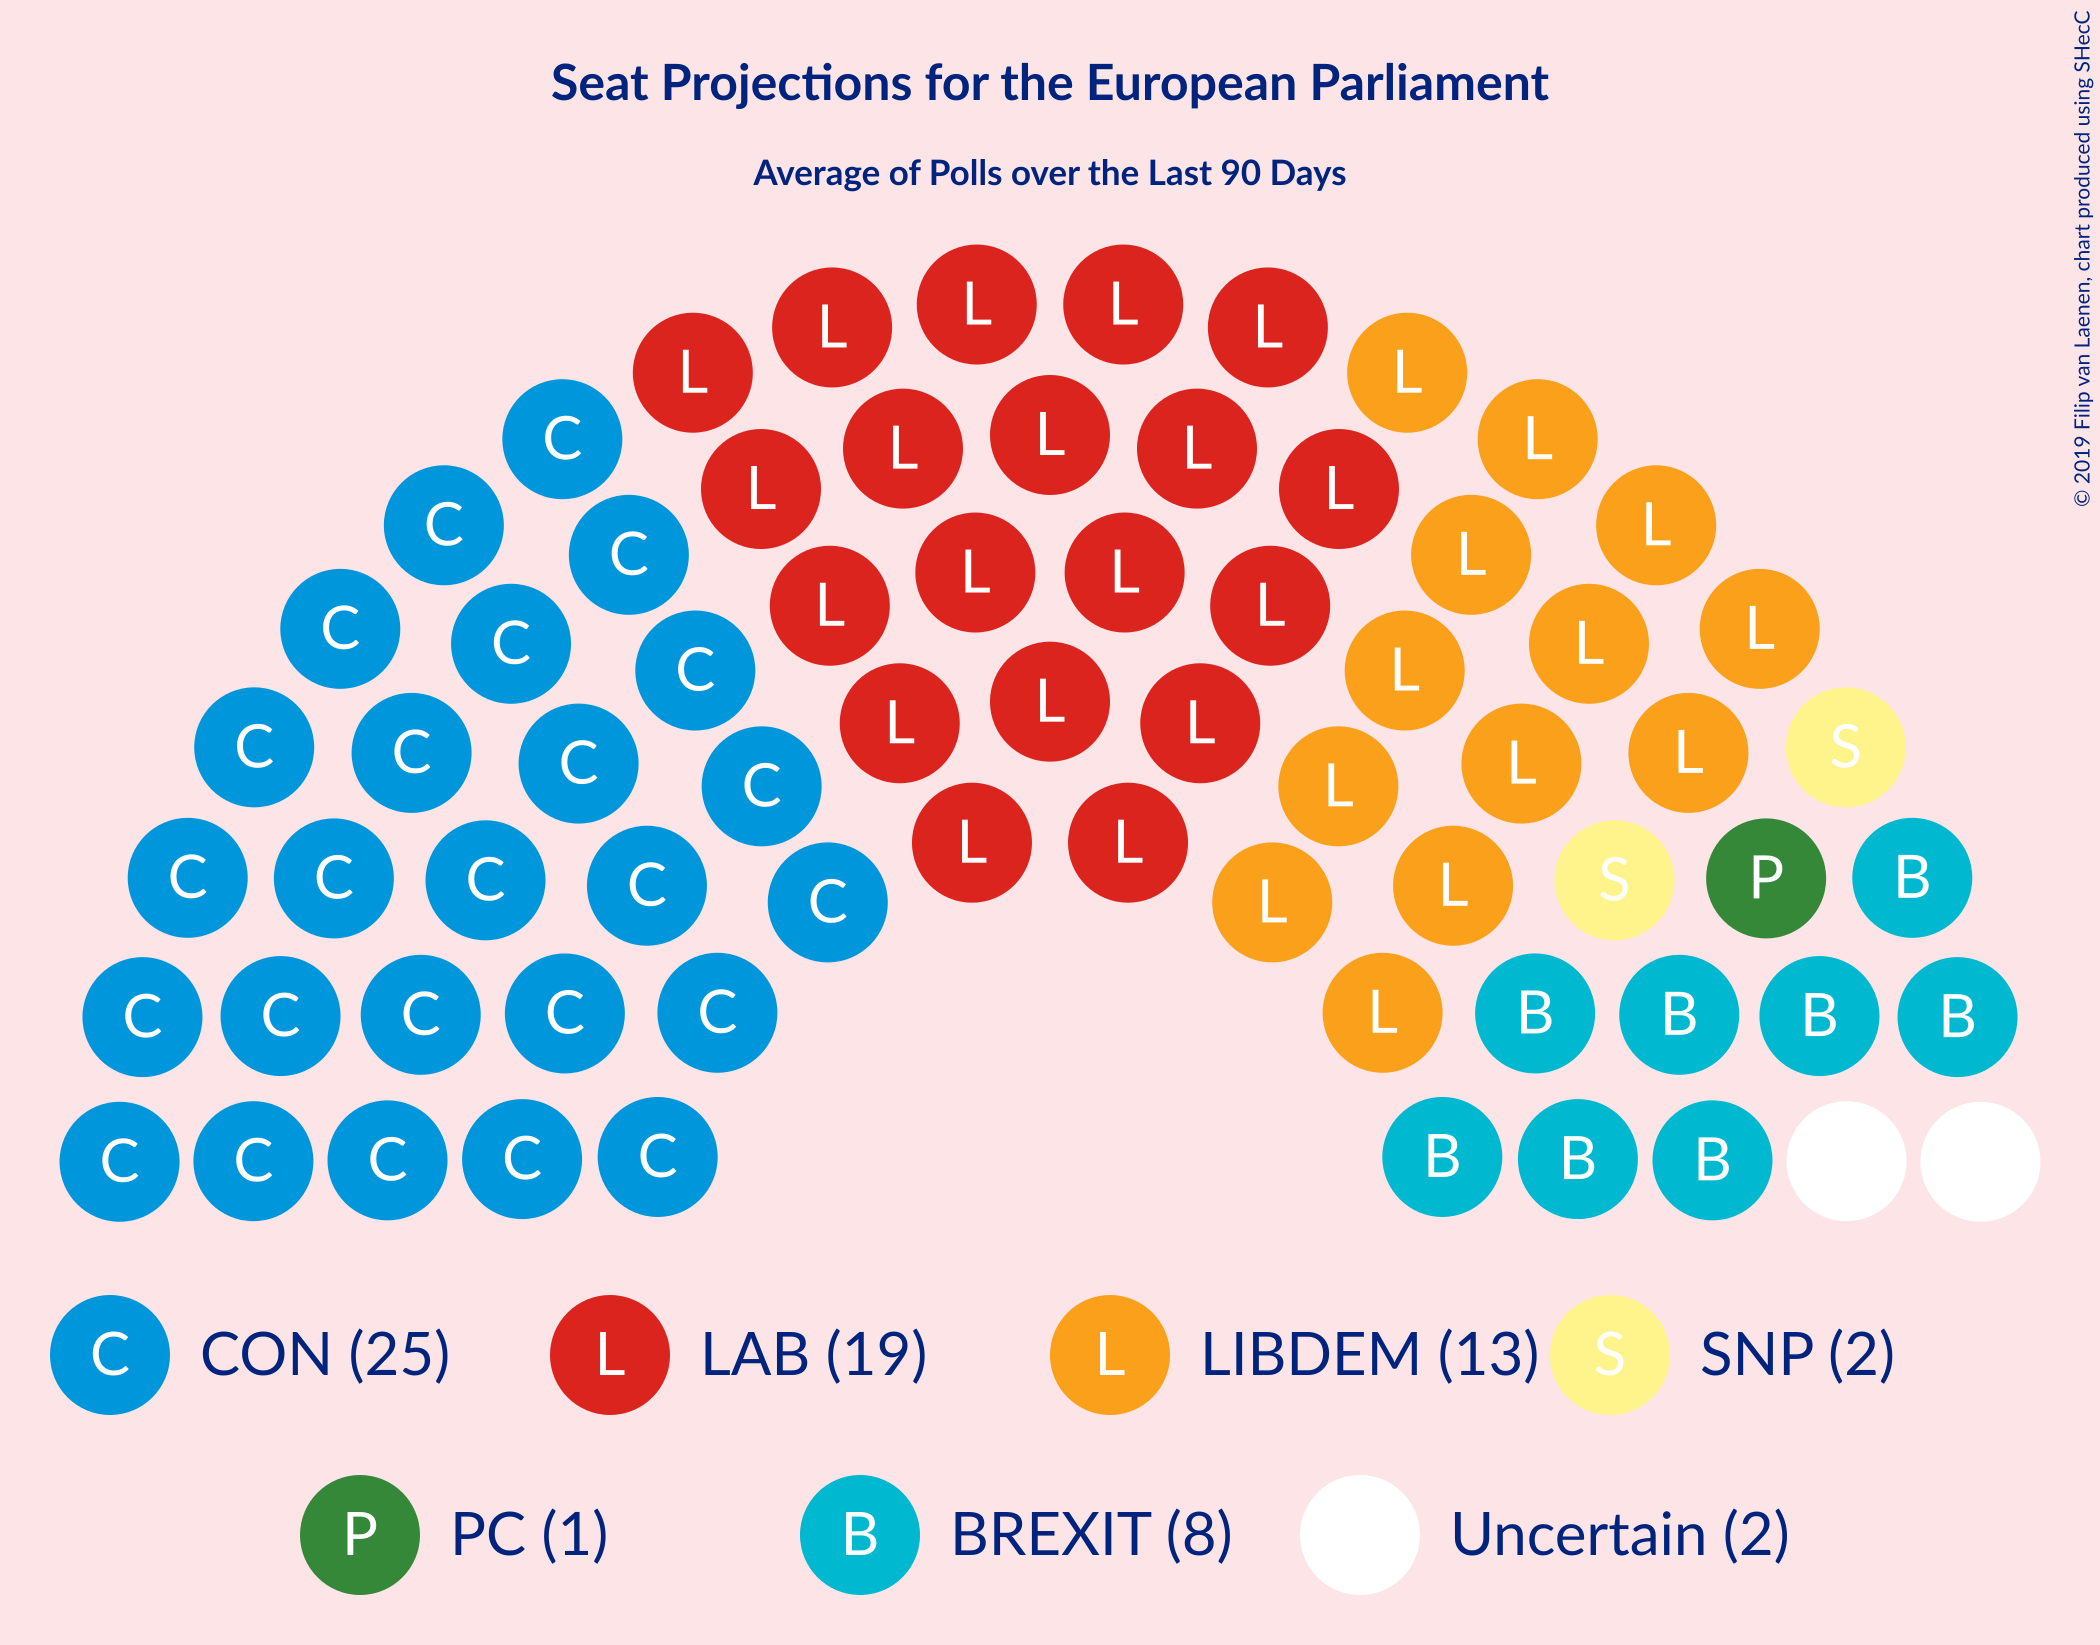 Seat Projections for the European Parliament
Average of Polls over the Last 90 Days
© 2019 Filip van Laenen, chart produced using SHecC
L L L L L L L
C L
C L L L L L L
C L
C C L L L L L L
C L
C C C L L L L L S
C C C C L L L S P B
C C L L
C C C C C L B B B B
C C C C C B B B
C CON (25) L LAB (19) L LIBDEM (13) S SNP (2)
P PC (1) B BREXIT (8) Uncertain (2)